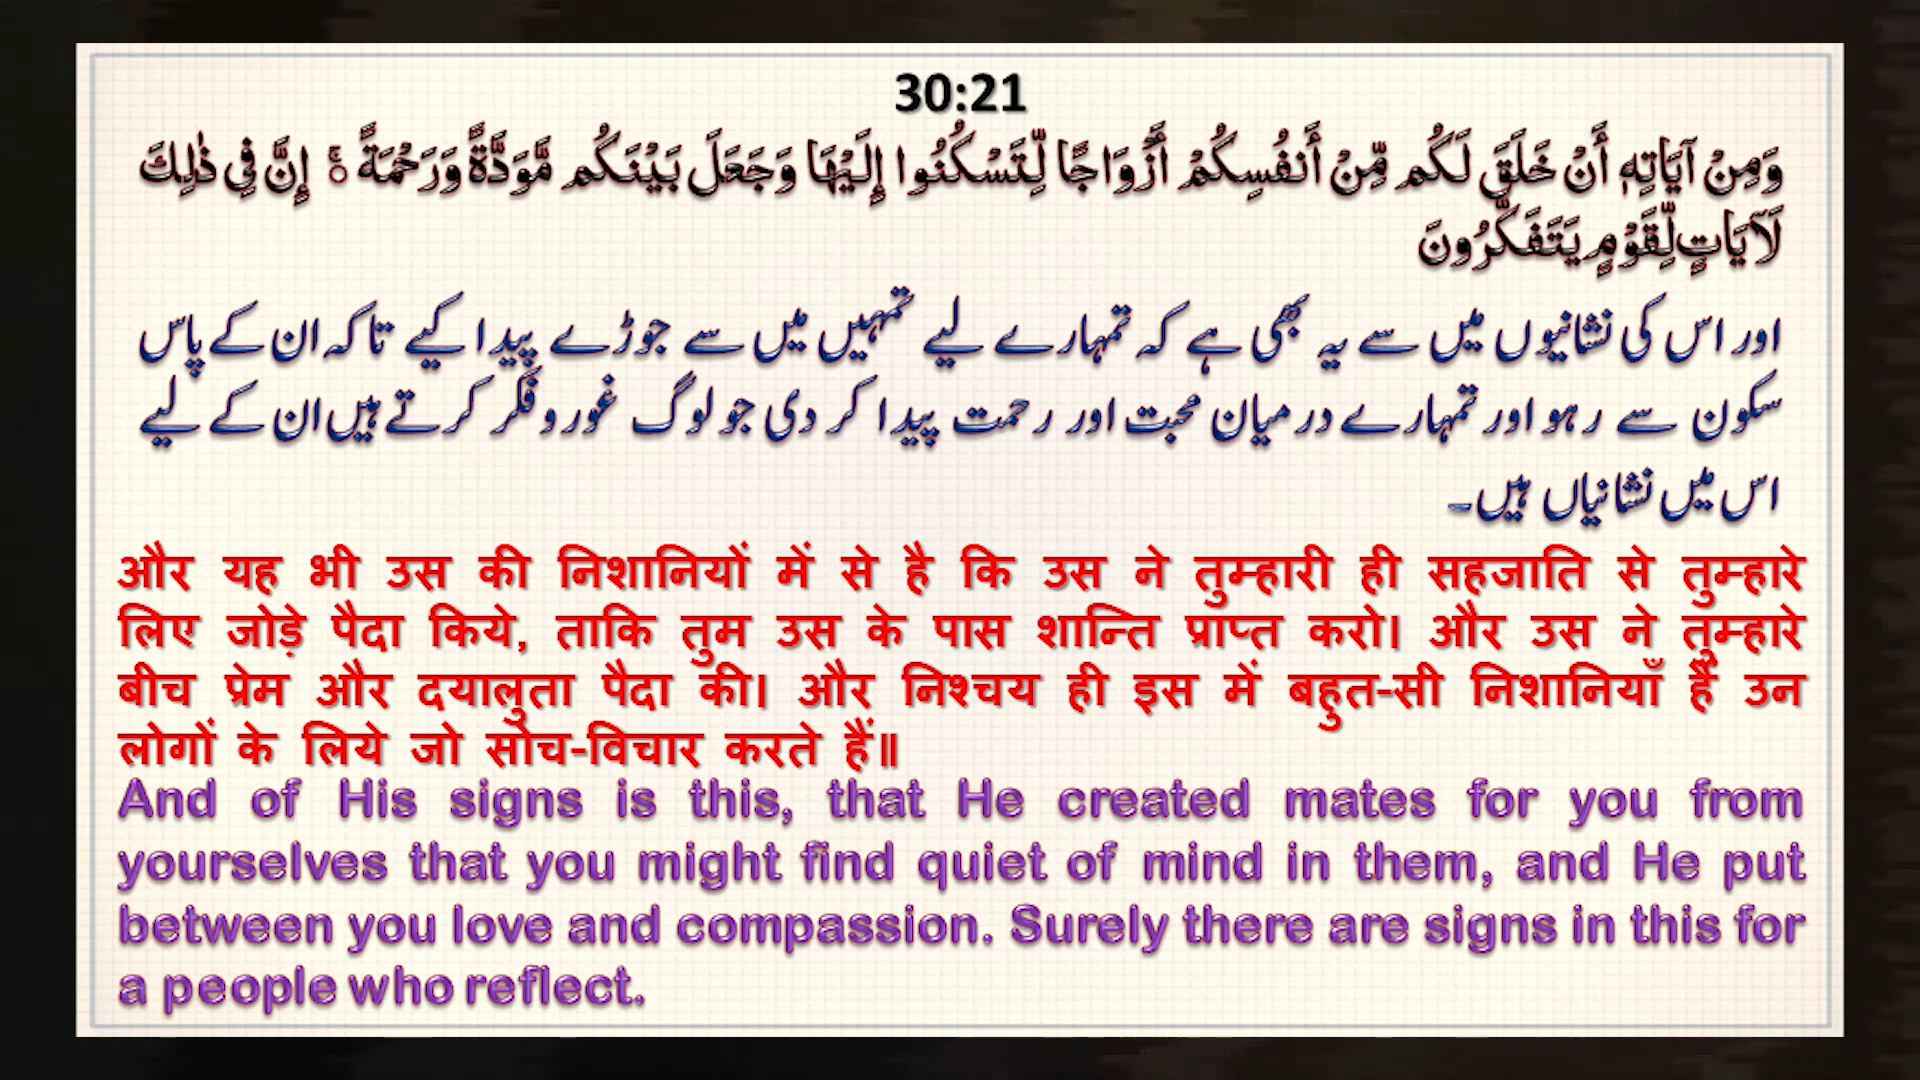 30:21
وَمِنْ آيَاتِهٖ أَنْ خَلَقَ لَكُم مِّنْ أَنفُسِكُمْ أَزْوَاجًا لِّتَسْكُنُوا إِلَيْهَا وَجَعَلَ بَيْنَكُم مَّوَدَّةً وَرَحْمَةً ۚ إِنَّ فِي ذٰلِكَ
لَآيَاتٍ لِّقَوْمٍ يَتَفَكَّرُونَ
اور اس کی نشانیوں میں سے یہ بھی ہے کہ تمہارے لیے تمہیں میں سے جوڑے پیدا کیے تاکہ ان کے پاس
سکون سے رہو اور تمہارے درمیان محبت اور رحمت پیدا کر دی جو لوگ غور و فکر کرتے ہیں ان کے لیے
اس میں نشانیاں ہیں۔
और यह भी उस की निशानियों में से है कि उस ने तुम्हारी ही सहजाति से तुम्हारे
लिए जोड़े पैदा किये, ताकि तुम उस के पास शान्ति प्राप्त करो। और उस ने तुम्हारे
बीच प्रेम और दयालुता पैदा की। और निश्चय ही इस में बहुत-सी निशानियाँ हैं उन
लोगों के लिये जो सोच-विचार करते हैं॥
And of His signs is this, that He created mates for you from
yourselves that you might find quiet of mind in them, and He put
between you love and compassion. Surely there are signs in this for
a people who reflect.